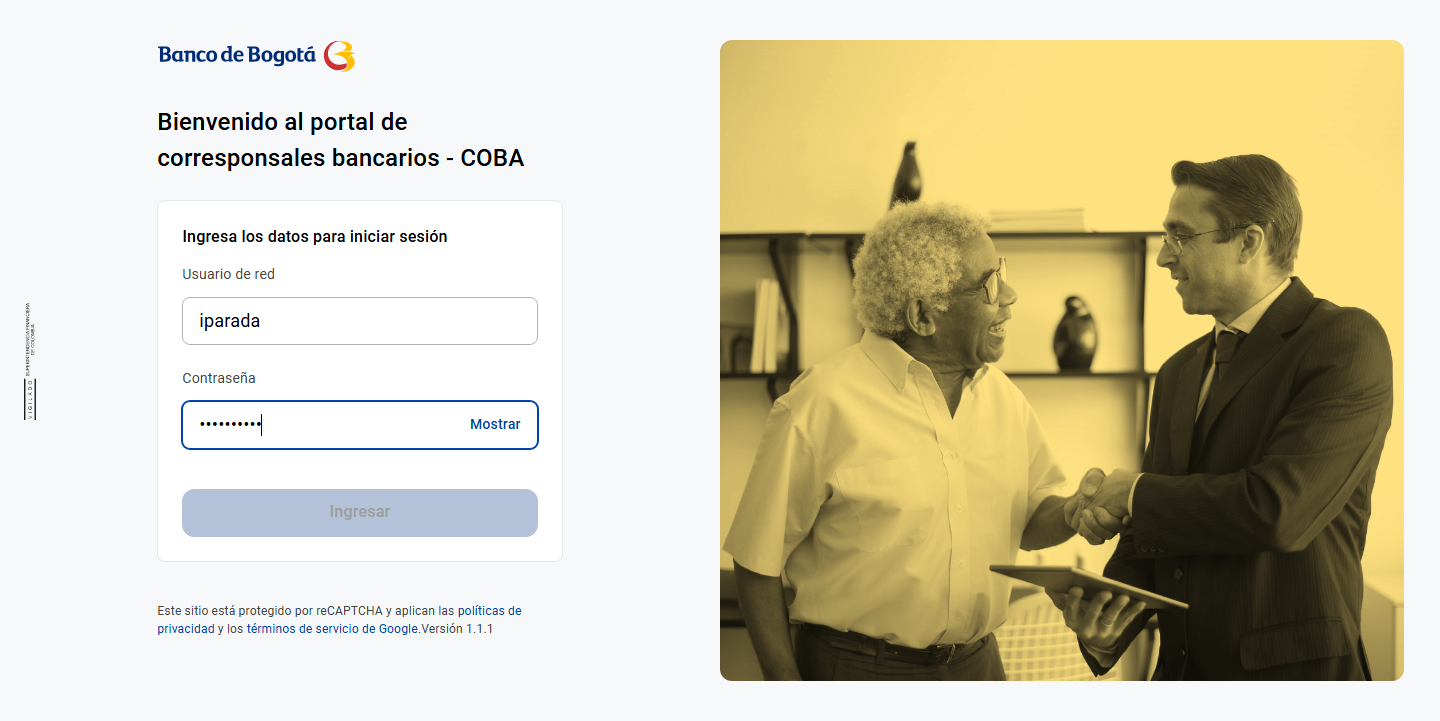 Banco de Bogotá
Bienvenido al portal de
corresponsales bancarios - COBA
Ingresa los datos para iniciar sesión
Usuario de red
iparada
Contraseña
••••••••••
Mostrar
Ingresar
Este sitio está protegido por reCAPTCHA y aplican las políticas de
privacidad y los términos de servicio de Google.Versión 1.1.1
VIGILADO
SUPERINTENDENCIA FINANCIERA
DE COLOMBIA